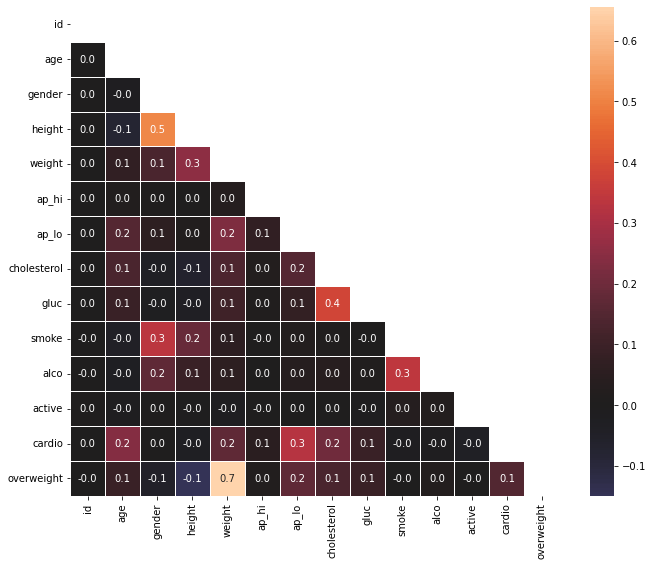 id
age 0.0
gender 0.0 -0.0
height 0.0 -0.1 0.5
weight 0.0 0.1 0.1 0.3
ap_hi 0.0 0.0 0.0 0.0 0.0
ap_lo 0.0 0.2 0.1 0.0 0.2 0.1
cholesterol 0.0 0.1 -0.0 -0.1 0.1 0.0 0.2
gluc 0.0 0.1 -0.0 -0.0 0.1 0.0 0.1 0.4
smoke -0.0 -0.0 0.3 0.2 0.1 -0.0 0.0 0.0 -0.0
alco -0.0 -0.0 0.2 0.1 0.1 0.0 0.0 0.0 0.0 0.3
active 0.0 -0.0 0.0 -0.0 -0.0 -0.0 -0.0 0.0 -0.0 0.0 0.0
cardio 0.0 0.2 0.0 -0.0 0.2 0.1 0.3 0.2 0.1 -0.0 -0.0 -0.0
overweight -0.0 0.1 -0.1 -0.1 0.7 0.0 0.2 0.1 0.1 -0.0 0.0 -0.0 0.1
id age gender height weight ap_hi ap_lo cholesterol gluc smoke alco active cardio overweight
0.6
0.5
0.4
0.3
0.2
0.1
0.0
−0.1